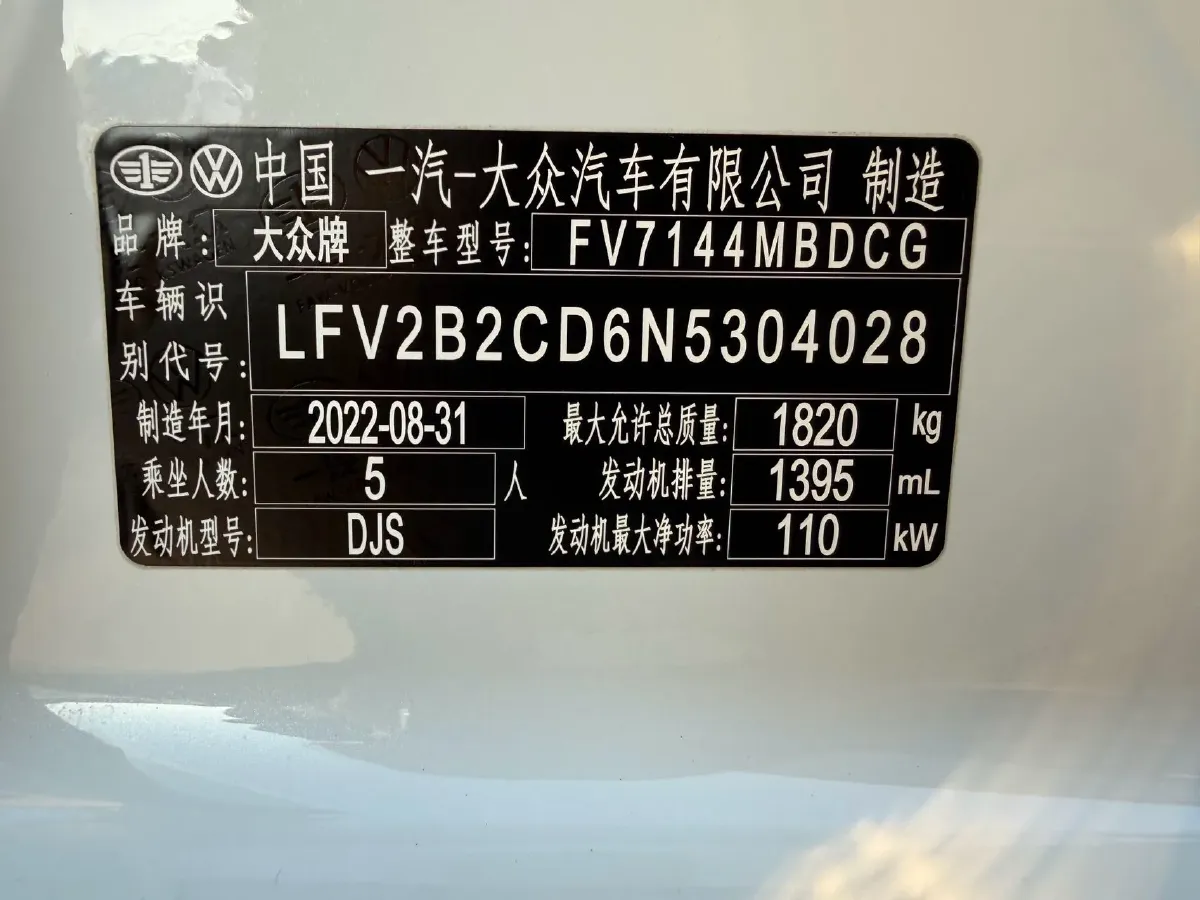 中国 一汽-大众汽车有限公司 制造
品牌: 大众牌 整车型号: FV7144MBDCG
车辆识
别代号: LFV2B2CD6N5304028
制造年月: 2022-08-31 最大允许总质量: 1820 kg
乘坐人数: 5 人 发动机排量: 1395 mL
发动机型号: DJS 发动机最大净功率: 110 kW